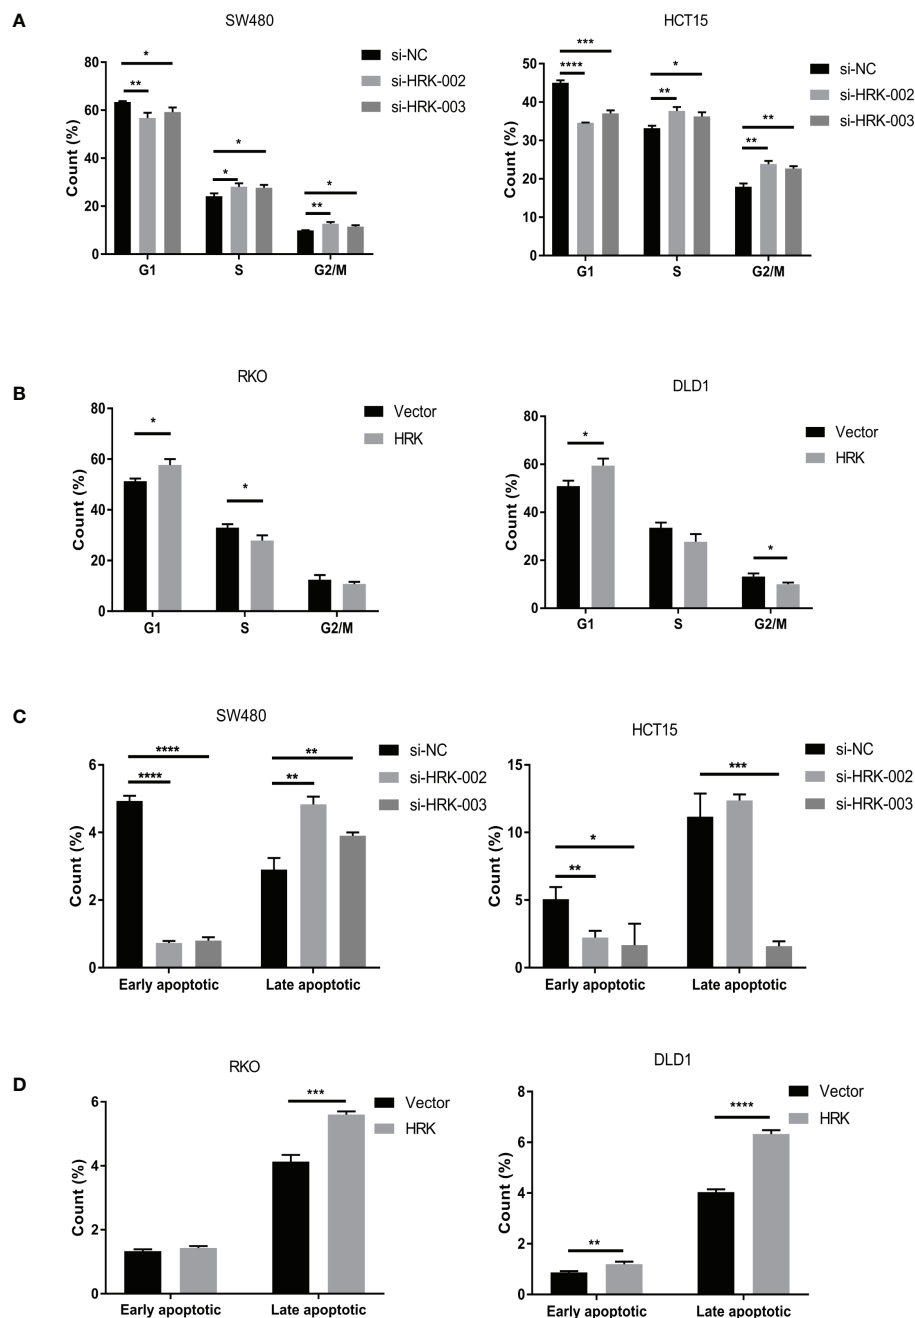 A
SW480
Count (%)
80
60
40
20
0
**
*
*
*
**
*
G1 S G2/M
si-NC
si-HRK-002
si-HRK-003
HCT15
Count (%)
50
40
30
20
10
0
***
****
*
**
**
**
G1 S G2/M
si-NC
si-HRK-002
si-HRK-003
B
RKO
Count (%)
80
60
40
20
0
*
*
G1 S G2/M
Vector
HRK
DLD1
Count (%)
80
60
40
20
0
*
*
G1 S G2/M
Vector
HRK
C
SW480
Count (%)
6
4
2
0
****
****
**
**
Early apoptotic Late apoptotic
si-NC
si-HRK-002
si-HRK-003
HCT15
Count (%)
15
10
5
0
*
**
***
Early apoptotic Late apoptotic
si-NC
si-HRK-002
si-HRK-003
D
RKO
Count (%)
6
4
2
0
***
Early apoptotic Late apoptotic
Vector
HRK
DLD1
Count (%)
8
6
4
2
0
**
****
Early apoptotic Late apoptotic
Vector
HRK